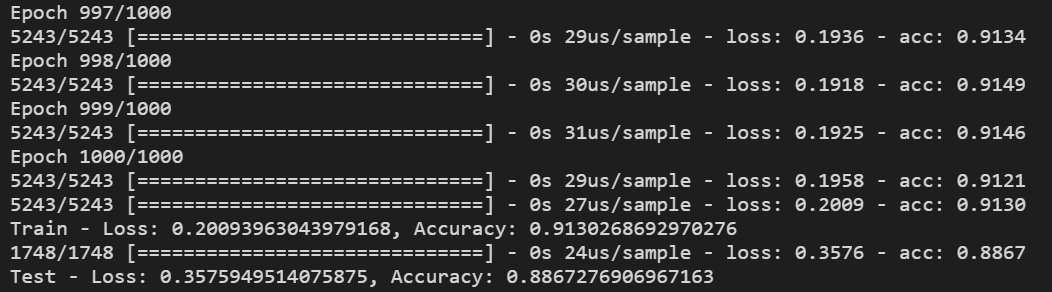 Epoch 997/1000
5243/5243 [==============================] - 0s 29us/sample - loss: 0.1936 - acc: 0.9134
Epoch 998/1000
5243/5243 [==============================] - 0s 30us/sample - loss: 0.1918 - acc: 0.9149
Epoch 999/1000
5243/5243 [==============================] - 0s 31us/sample - loss: 0.1925 - acc: 0.9146
Epoch 1000/1000
5243/5243 [==============================] - 0s 29us/sample - loss: 0.1958 - acc: 0.9121
5243/5243 [==============================] - 0s 27us/sample - loss: 0.2009 - acc: 0.9130
Train - Loss: 0.20093963043979168, Accuracy: 0.9130268692970276
1748/1748 [==============================] - 0s 24us/sample - loss: 0.3576 - acc: 0.8867
Test - Loss: 0.3575949514075875, Accuracy: 0.8867276906967163